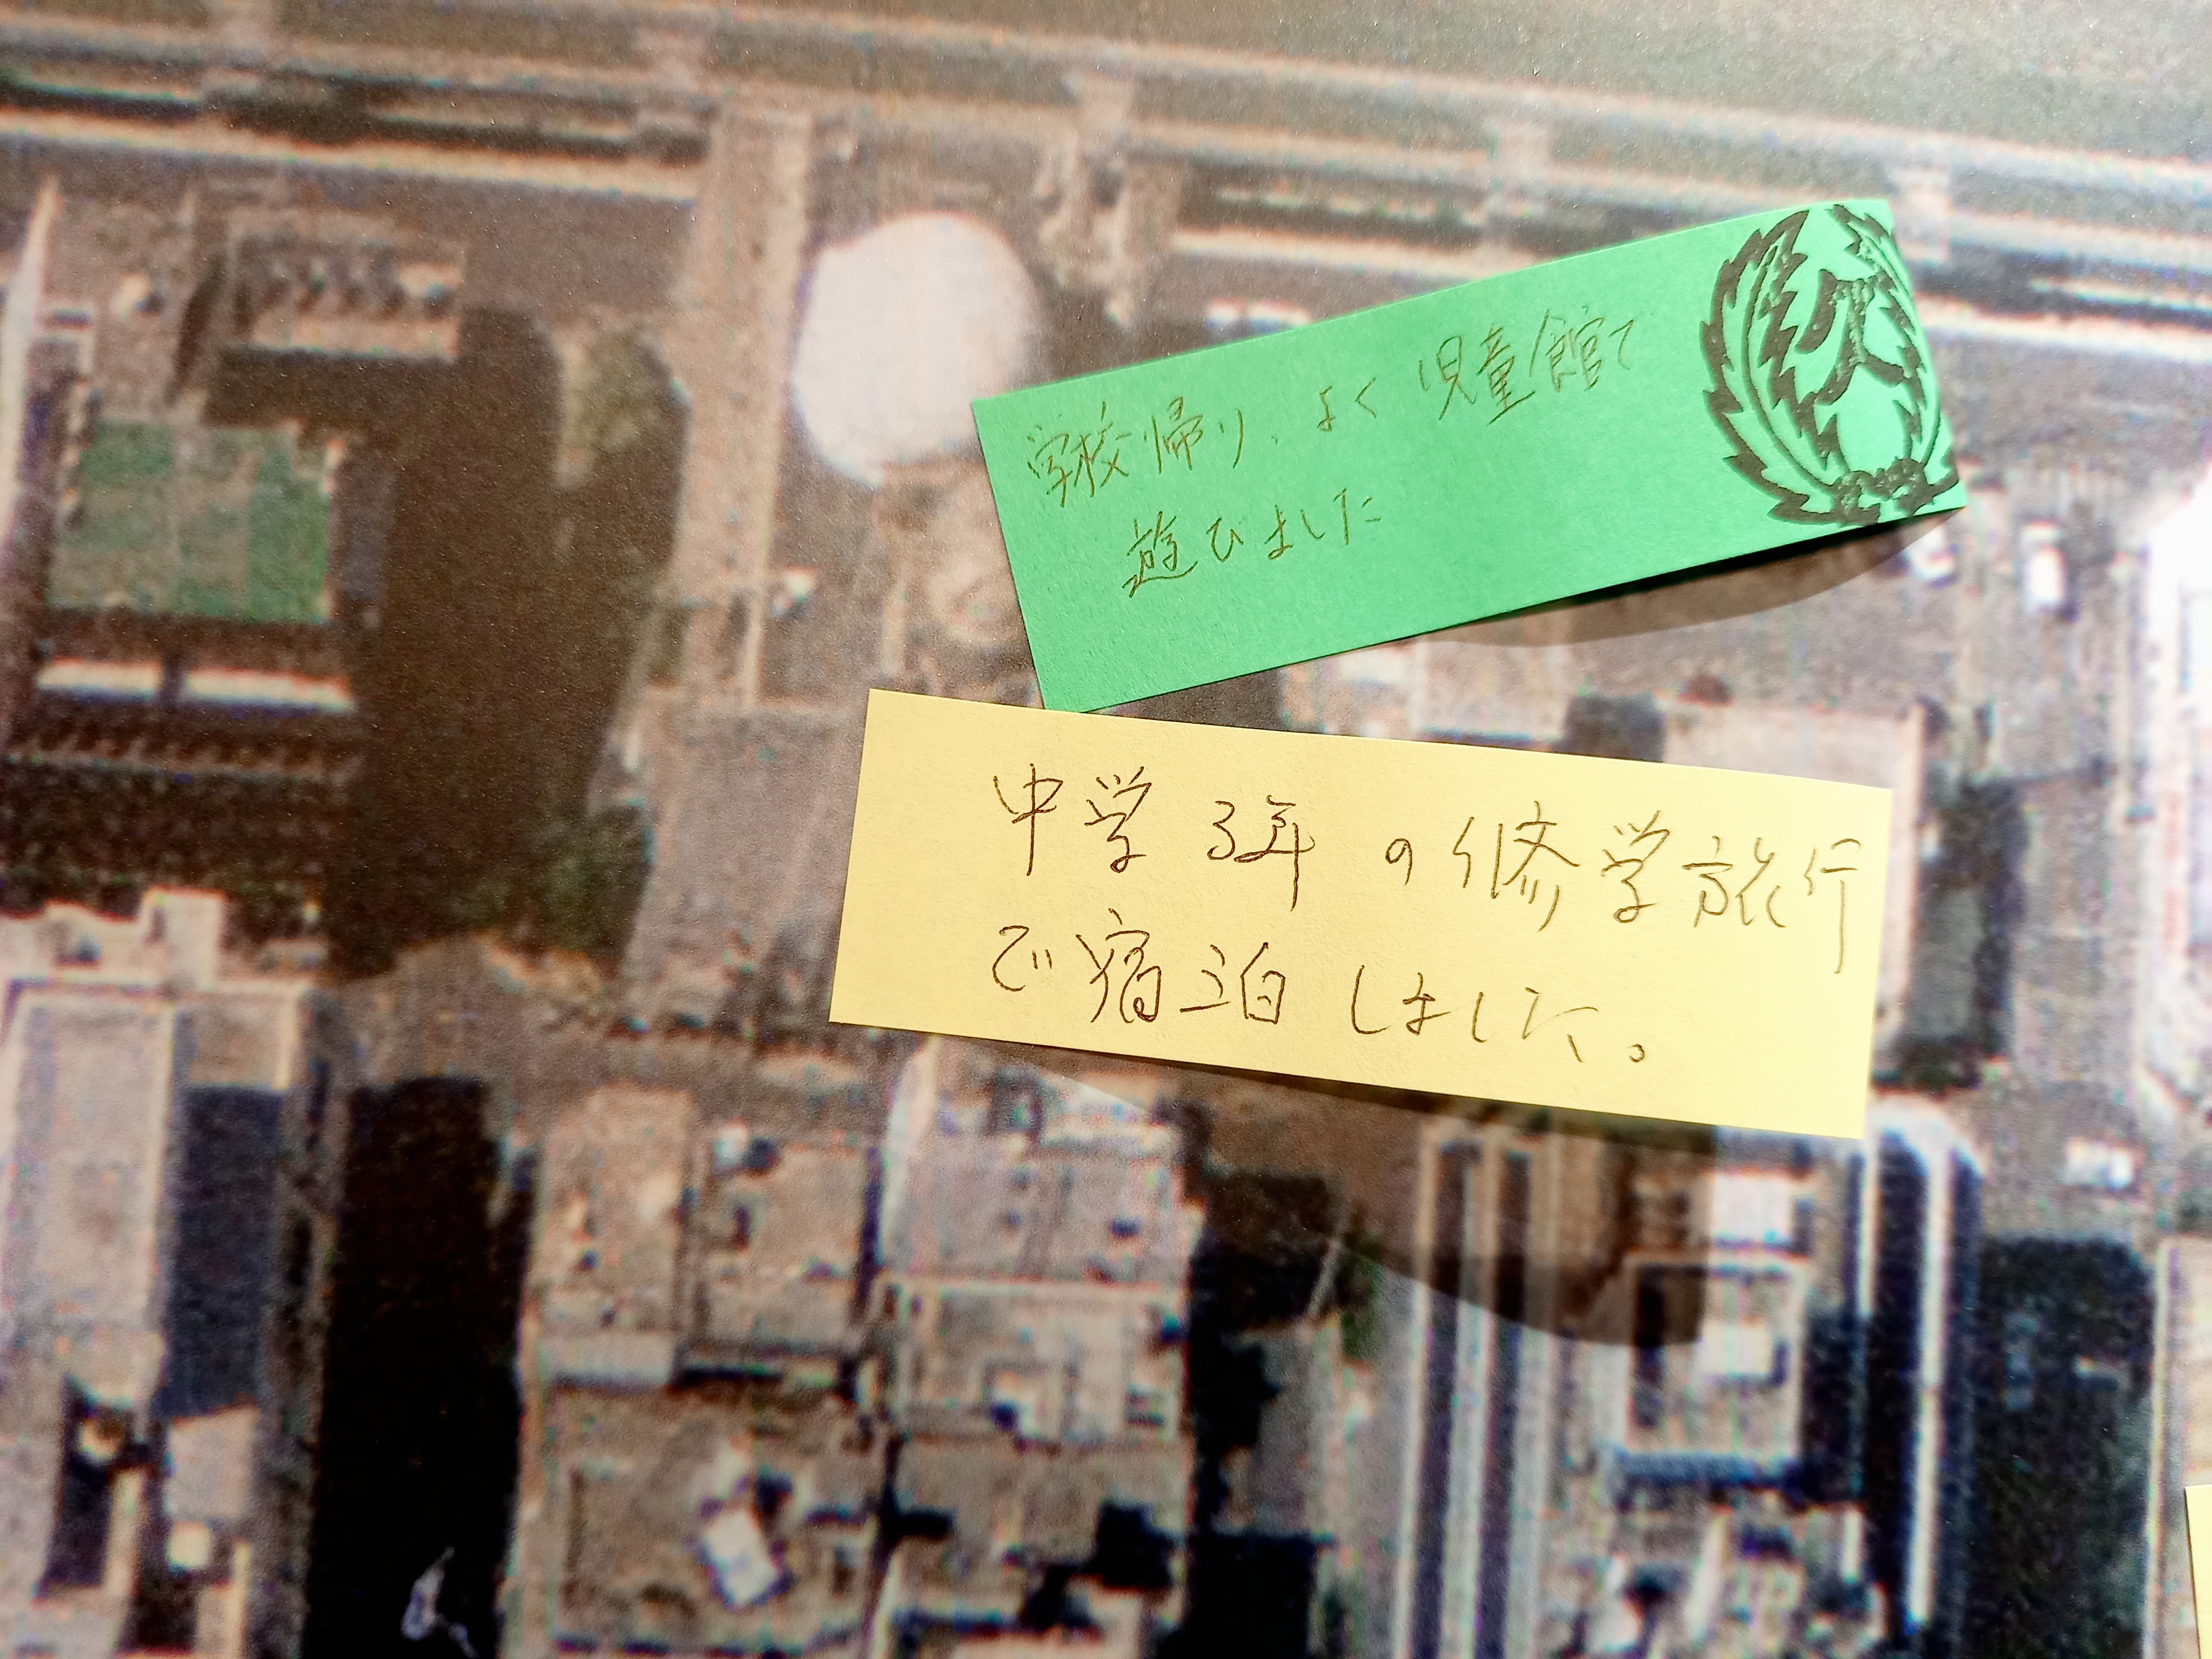 学校帰り、よく児童館で
遊びました
久
中学3年の修学旅行
で宿泊しました。